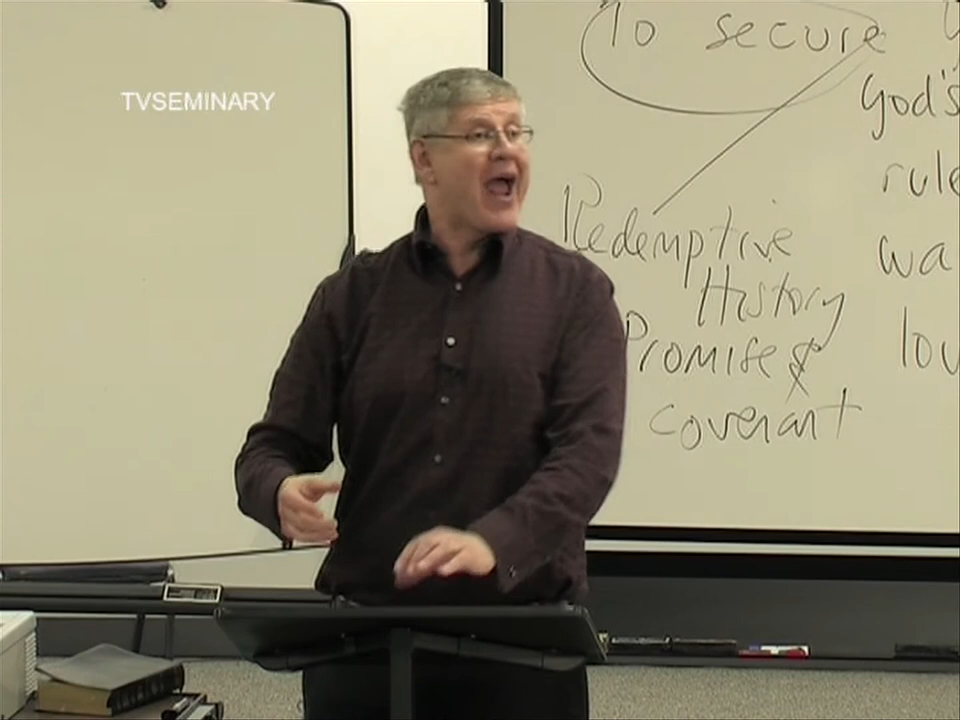 TVSEMINARY
To secure
God's
rule
Redemptive
History
Promise &
covenant